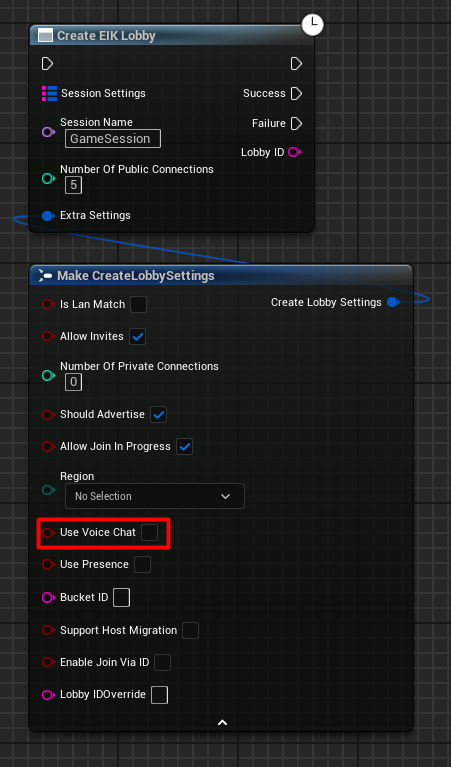 Create EIK Lobby
Session Settings
Success
Session Name
GameSession
Failure
Lobby ID
Number Of Public Connections
5
Extra Settings
Make CreateLobbySettings
Is Lan Match
Create Lobby Settings
Allow Invites
Number Of Private Connections
0
Should Advertise
Allow Join In Progress
Region
No Selection
Use Voice Chat
Use Presence
Bucket ID
Support Host Migration
Enable Join Via ID
Lobby IDOverride